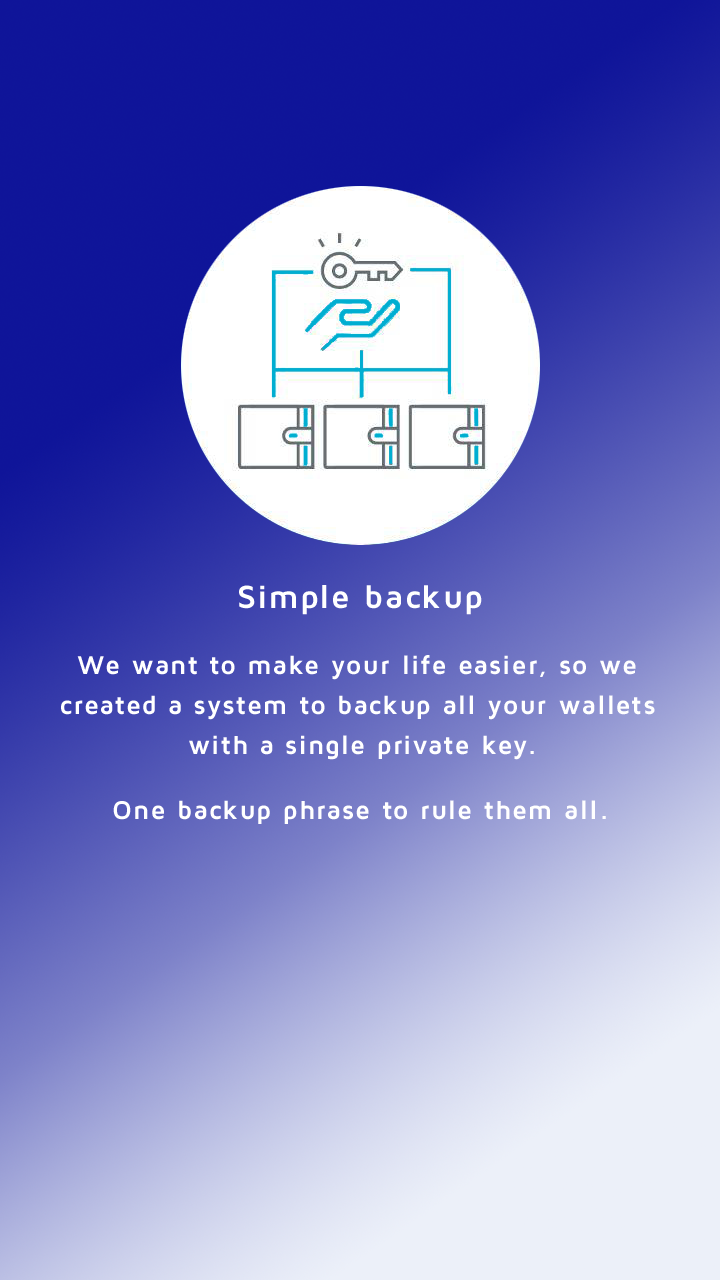 Simple backup
We want to make your life easier, so we
created a system to backup all your wallets
with a single private key.
One backup phrase to rule them all.